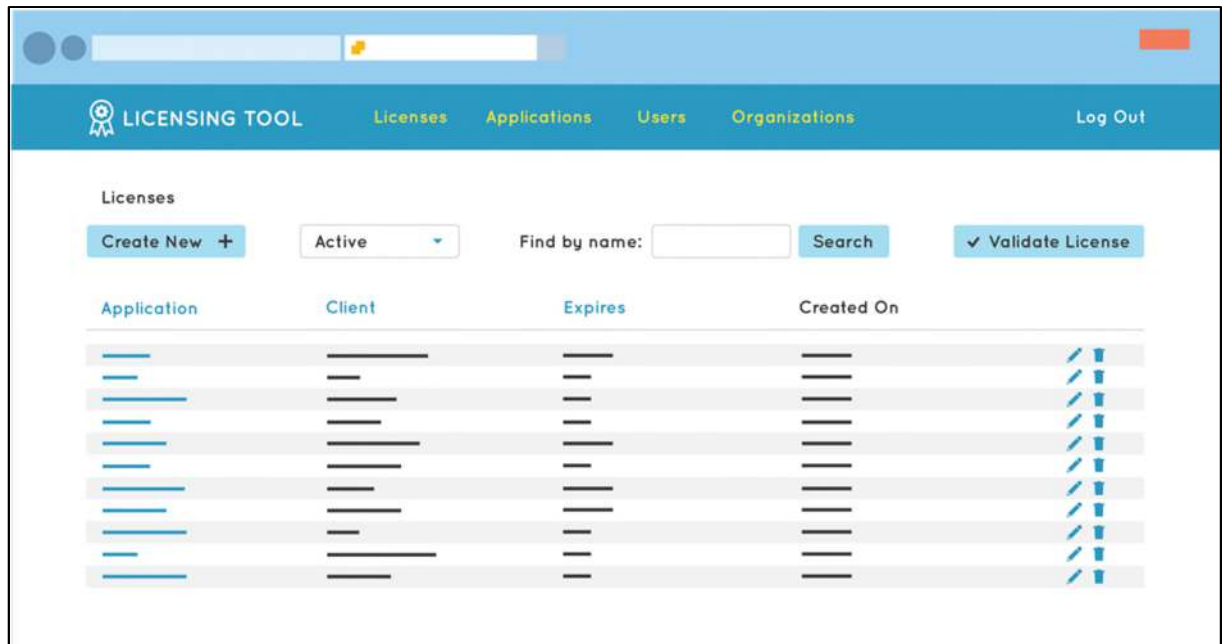 LICENSING TOOL Licenses Applications Users Organizations Log Out
Licenses
Create New + Active Find by name: Search ✓ Validate License
Application Client Expires Created On